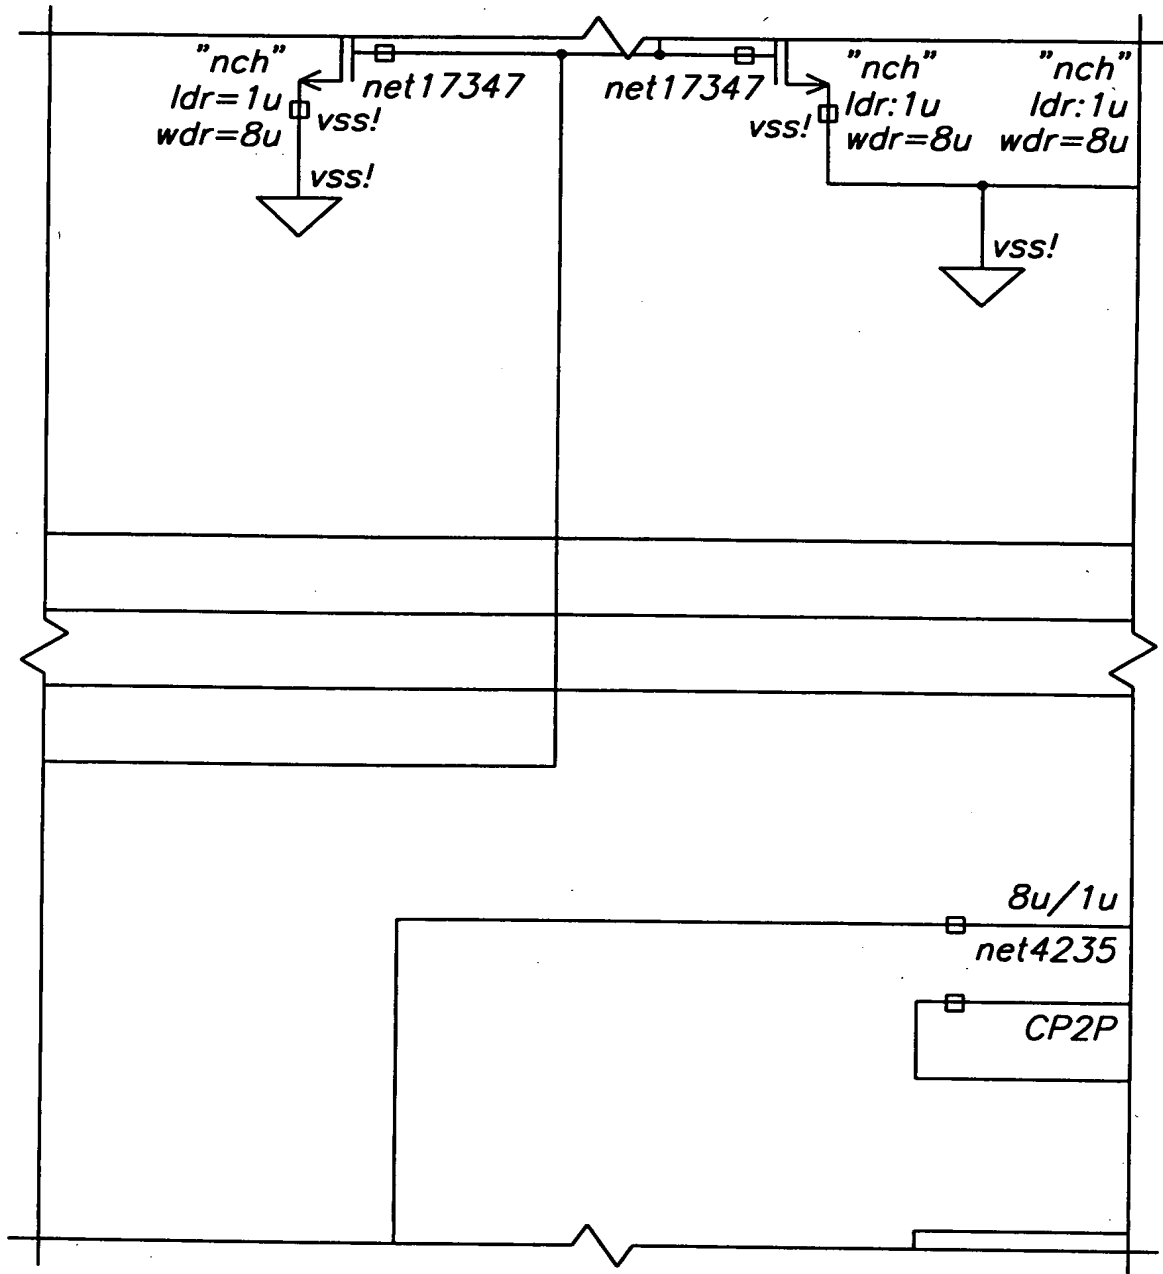 "nch"
ldr=1u
wdr=8u
net17347
vss!
vss!
net17347
vss!
"nch"
ldr:1u
wdr=8u
"nch"
ldr:1u
wdr=8u
vss!
8u/1u
net4235
CP2P